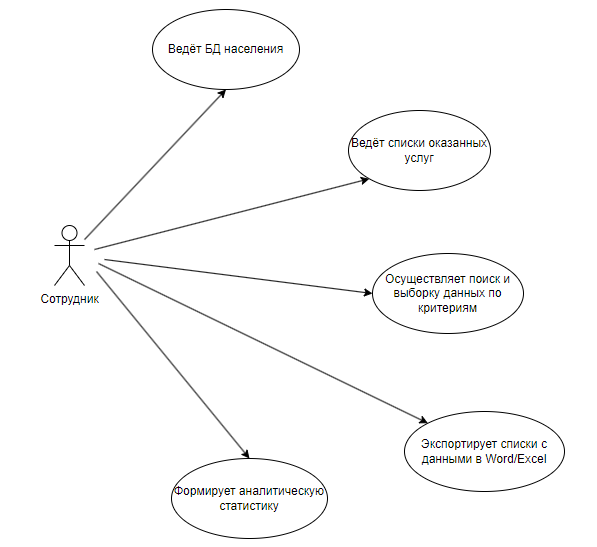 Ведёт БД населения
Ведёт списки оказанных
услуг
Сотрудник
Осуществляет поиск и
выборку данных по
критериям
Экспортирует списки с
данными в Word/Excel
Формирует аналитическую
статистику